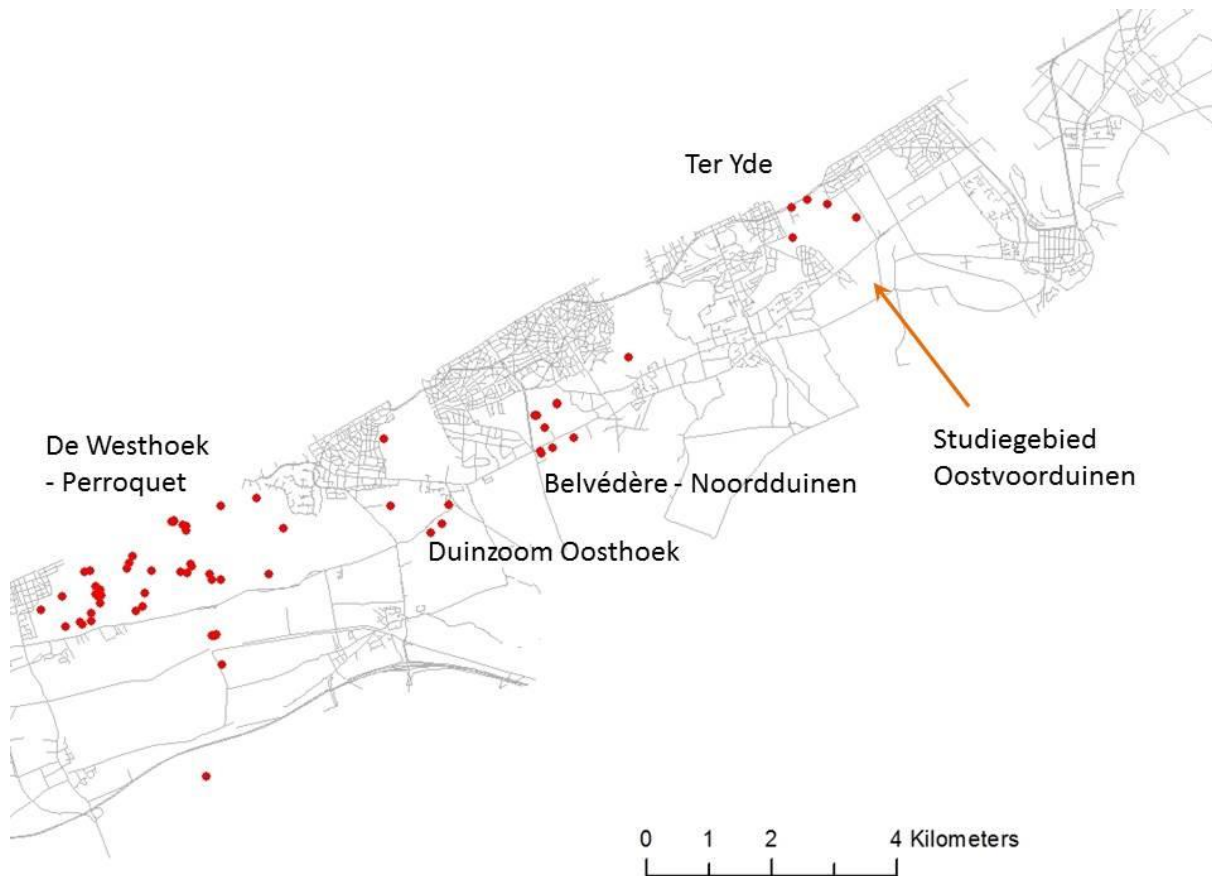 Ter Yde
De Westhoek
- Perroquet
Studiegebied
Oostvoorduinen
Belvédère - Noordduinen
Duinzoom Oosthoek
0 1 2 4 Kilometers